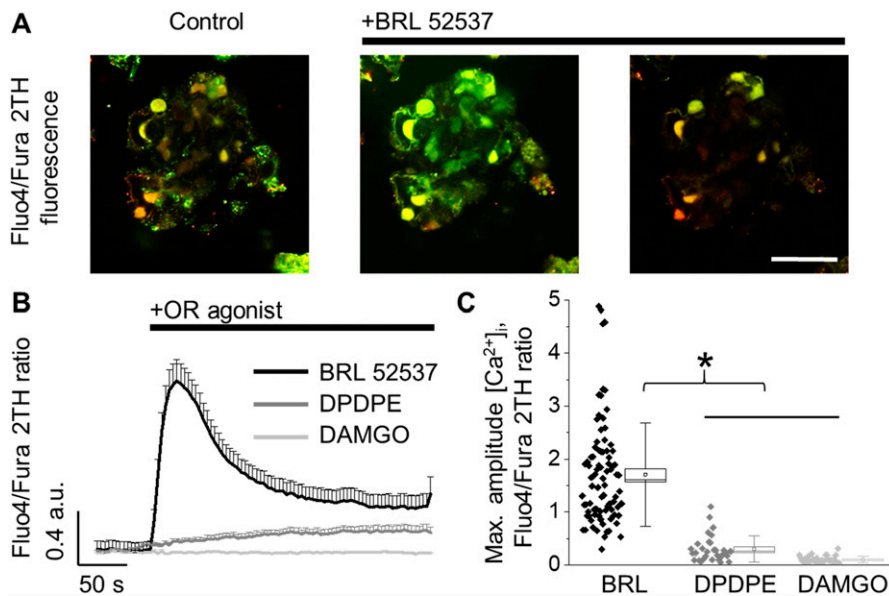 A
Control
+BRL 52537
Fluo4/Fura 2TH
fluorescence
B
+OR agonist
BRL 52537
DPDPE
DAMGO
Fluo4/Fura 2TH ratio
0.4 a.u.
50 s
C
Max. amplitude [Ca²⁺]ᵢ,
Fluo4/Fura 2TH ratio
5
4
3
2
1
0
*
BRL
DPDPE
DAMGO